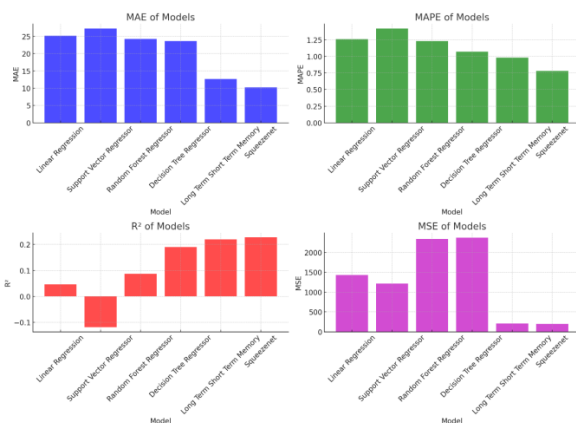 MAE of Models
MAE
25
20
15
10
5
0
Linear Regression
Support Vector Regressor
Random Forest Regressor
Decision Tree Regressor
Long Term Short Term Memory
Squeezenet
Model
MAPE of Models
MAPE
1.25
1.00
0.75
0.50
0.25
0.00
Linear Regression
Support Vector Regressor
Random Forest Regressor
Decision Tree Regressor
Long Term Short Term Memory
Squeezenet
Model
R² of Models
R²
0.2
0.1
0.0
−0.1
Linear Regression
Support Vector Regressor
Random Forest Regressor
Decision Tree Regressor
Long Term Short Term Memory
Squeezenet
Model
MSE of Models
MSE
2000
1500
1000
500
0
Linear Regression
Support Vector Regressor
Random Forest Regressor
Decision Tree Regressor
Long Term Short Term Memory
Squeezenet
Model